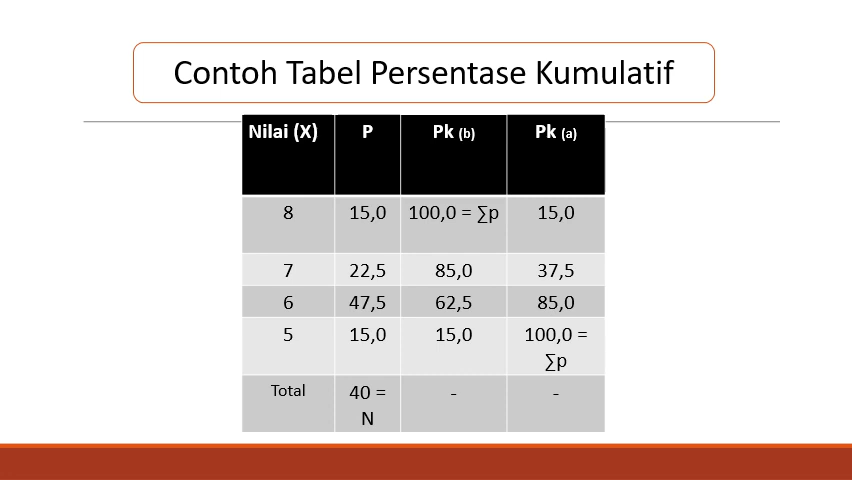 Contoh Tabel Persentase Kumulatif
Nilai (X) P Pk (b) Pk (a)
8 15,0 100,0 = ∑p 15,0
7 22,5 85,0 37,5
6 47,5 62,5 85,0
5 15,0 15,0 100,0 =
∑p
Total 40 = - -
N